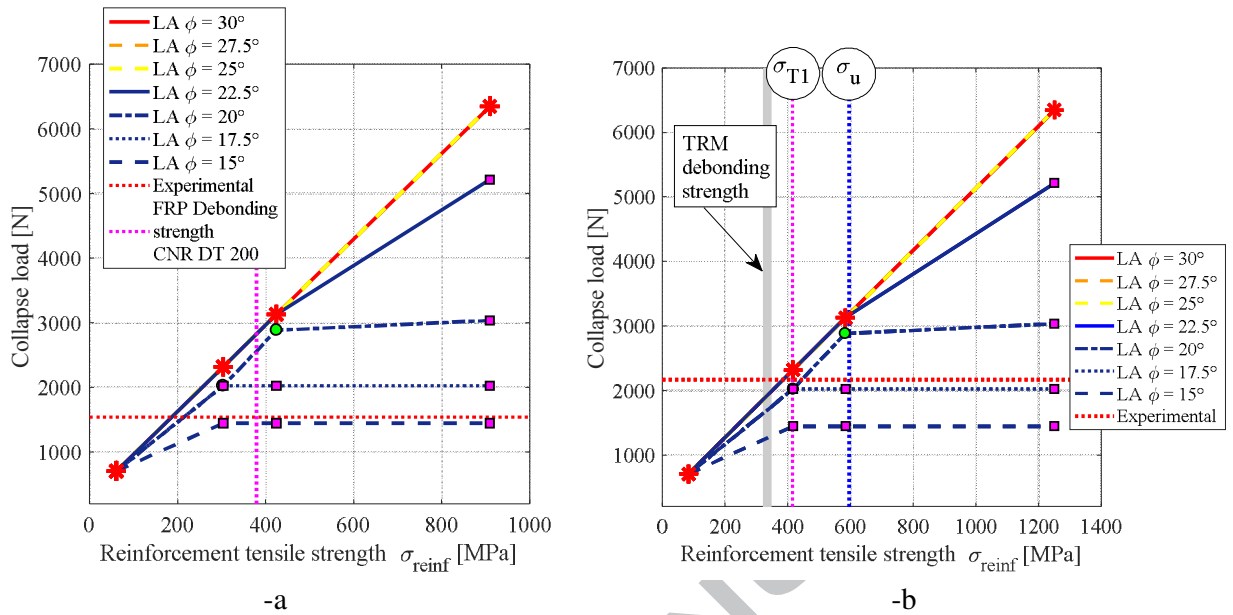 LA ϕ = 30°
LA ϕ = 27.5°
LA ϕ = 25°
LA ϕ = 22.5°
LA ϕ = 20°
LA ϕ = 17.5°
LA ϕ = 15°
Experimental
FRP Debonding
strength
CNR DT 200
7000
6000
5000
4000
3000
2000
1000
Collapse load [N]
0 200 400 600 800 1000
Reinforcement tensile strength σreinf [MPa]
-a
σT1
σu
TRM
debonding
strength
7000
6000
5000
4000
3000
2000
1000
Collapse load [N]
LA ϕ = 30°
LA ϕ = 27.5°
LA ϕ = 25°
LA ϕ = 22.5°
LA ϕ = 20°
LA ϕ = 17.5°
LA ϕ = 15°
Experimental
0 200 400 600 800 1000 1200 1400
Reinforcement tensile strength σreinf [MPa]
-b